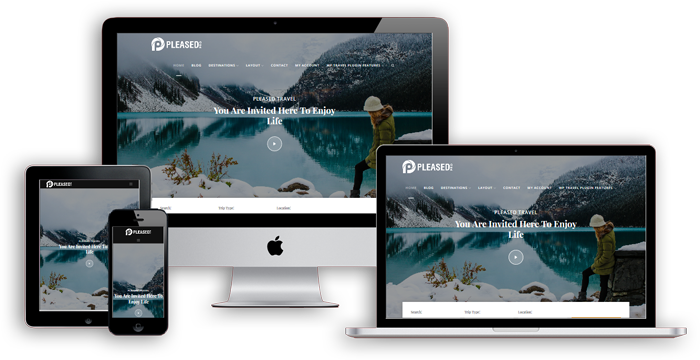 PLEASED
HOME BLOG DESTINATIONS LAYOUT CONTACT MY ACCOUNT WP TRAVEL PLUGIN FEATURES
PLEASED TRAVEL
You Are Invited Here To Enjoy
Life
Search Trip Type Location
PLEASED
HOME BLOG DESTINATIONS LAYOUT CONTACT MY ACCOUNT WP TRAVEL PLUGIN FEATURES
PLEASED TRAVEL
You Are Invited Here To Enjoy
Life
Search Trip Type Location
PLEASED
You Are Invited Here To Enjoy
Life
PLEASED
You Are Invited Here To
Enjoy Life